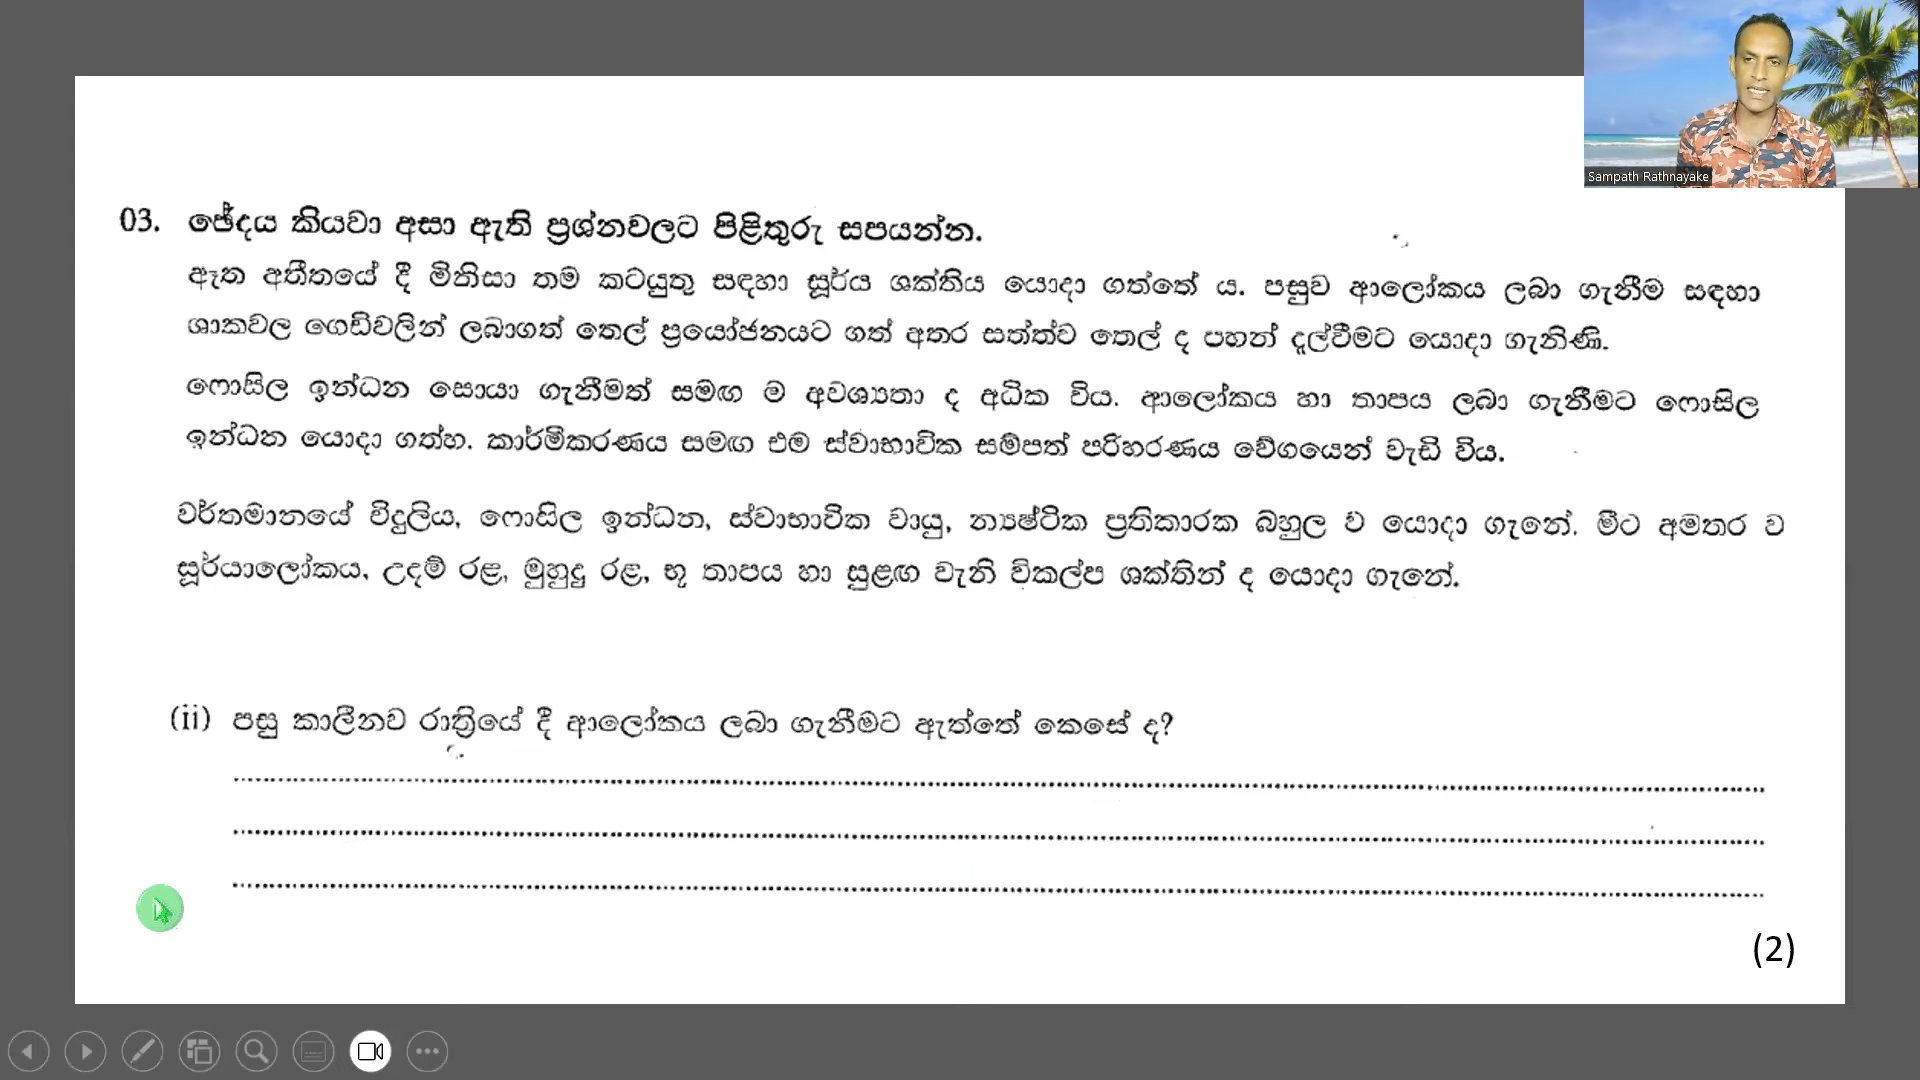 Sampath Rathnayake
03. ඡේදය කියවා අසා ඇති ප්‍රශ්නවලට පිළිතුරු සපයන්න.
ඈත අතීතයේ දී මිනිසා තම කටයුතු සඳහා සූර්ය ශක්තිය යොදා ගත්තේ ය. පසුව ආලෝකය ලබා ගැනීම සඳහා
ශාකවල ගෙඩිවලින් ලබාගත් තෙල් ප්‍රයෝජනයට ගත් අතර සත්ත්ව තෙල් ද පහන් දැල්වීමට යොදා ගැනිණි.
ෆොසිල ඉන්ධන සොයා ගැනීමත් සමඟ ම අවශ්‍යතා ද අධික විය. ආලෝකය හා තාපය ලබා ගැනීමට ෆොසිල
ඉන්ධන යොදා ගත්හ. කාර්මීකරණය සමඟ එම ස්වාභාවික සම්පත් පරිහරණය වේගයෙන් වැඩි විය.
වර්තමානයේ විදුලිය, ෆොසිල ඉන්ධන, ස්වාභාවික වායු, න්‍යෂ්ටික ප්‍රතිකාරක බහුල ව යොදා ගැනේ. මීට අමතර ව
සූර්යාලෝකය, උදම් රළ, මුහුදු රළ, භූ තාපය හා සුළඟ වැනි විකල්ප ශක්තින් ද යොදා ගැනේ.
(ii) පසු කාලීනව රාත්‍රියේ දී ආලෝකය ලබා ගැනීමට ඇත්තේ කෙසේ ද?
(2)